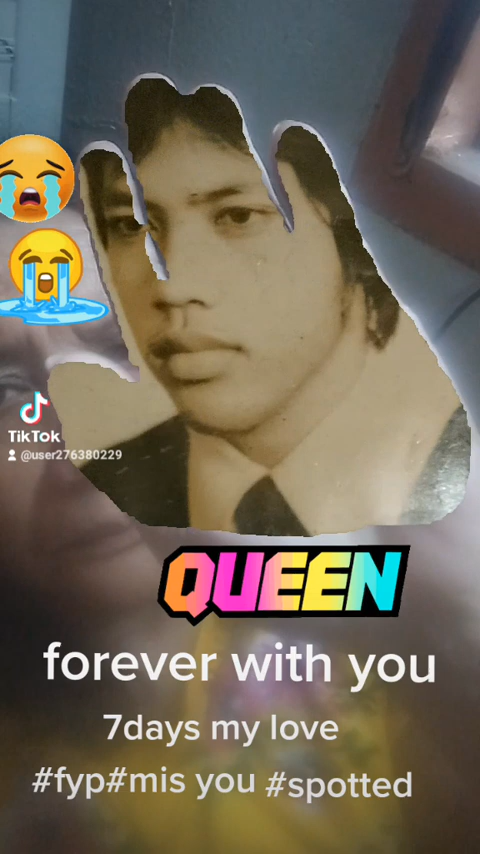 TikTok
@user276380229
QUEEN
forever with you
7days my love
#fyp#mis you #spotted